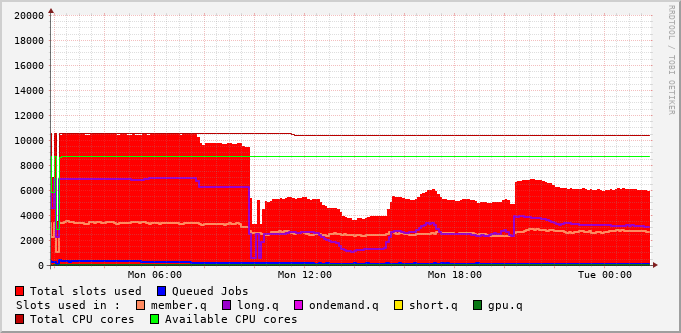 20000
18000
16000
14000
12000
10000
8000
6000
4000
2000
0
Mon 06:00 Mon 12:00 Mon 18:00 Tue 00:00
RRDTOOL / TOBI OETIKER
Total slots used Queued Jobs
Slots used in : member.q long.q ondemand.q short.q gpu.q
Total CPU cores Available CPU cores